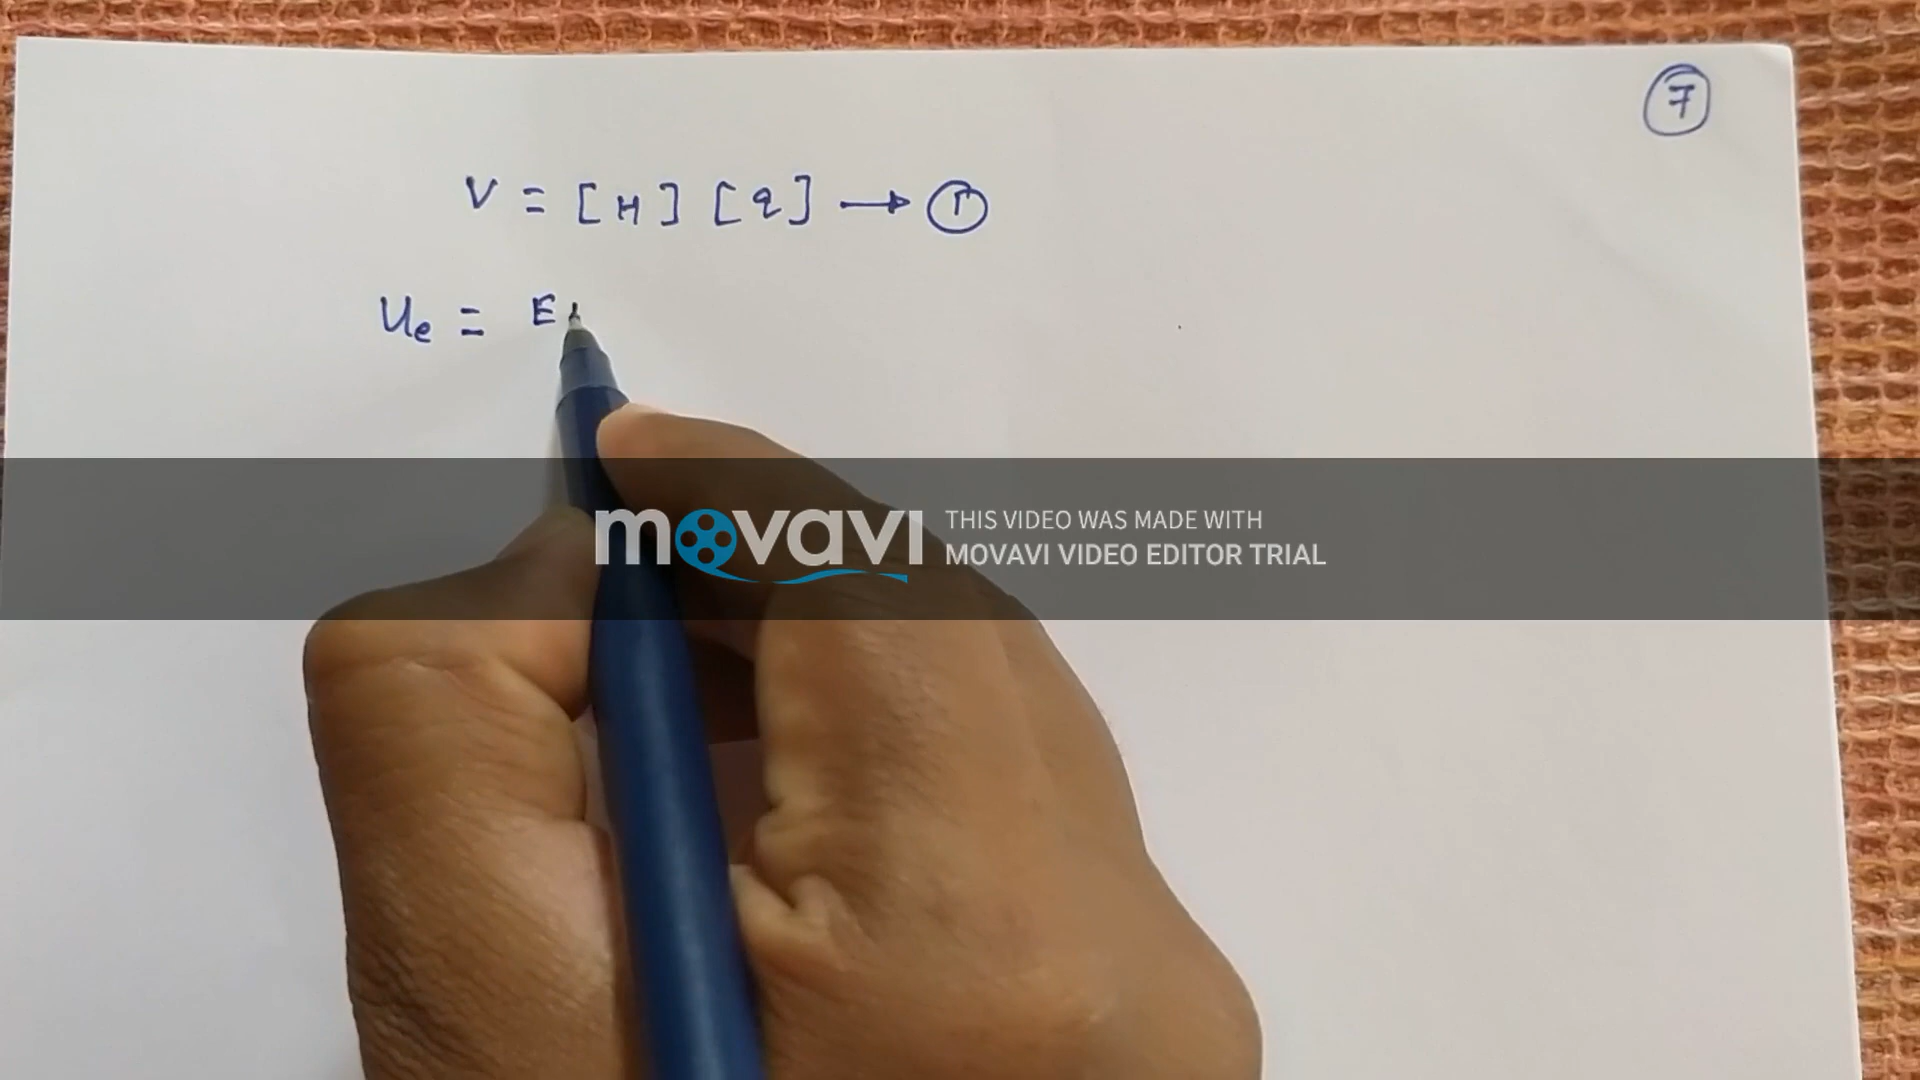 7
V = [H] [q] → 1
Ue = E
movavi
THIS VIDEO WAS MADE WITH
MOVAVI VIDEO EDITOR TRIAL